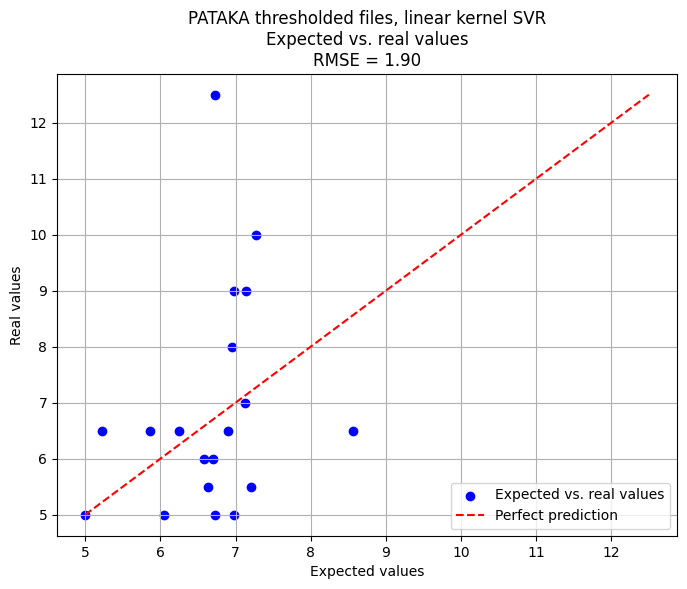 PATAKA thresholded files, linear kernel SVR
Expected vs. real values
RMSE = 1.90
12
11
10
9
8
7
6
5
Real values
5 6 7 8 9 10 11 12
Expected values
Expected vs. real values
Perfect prediction